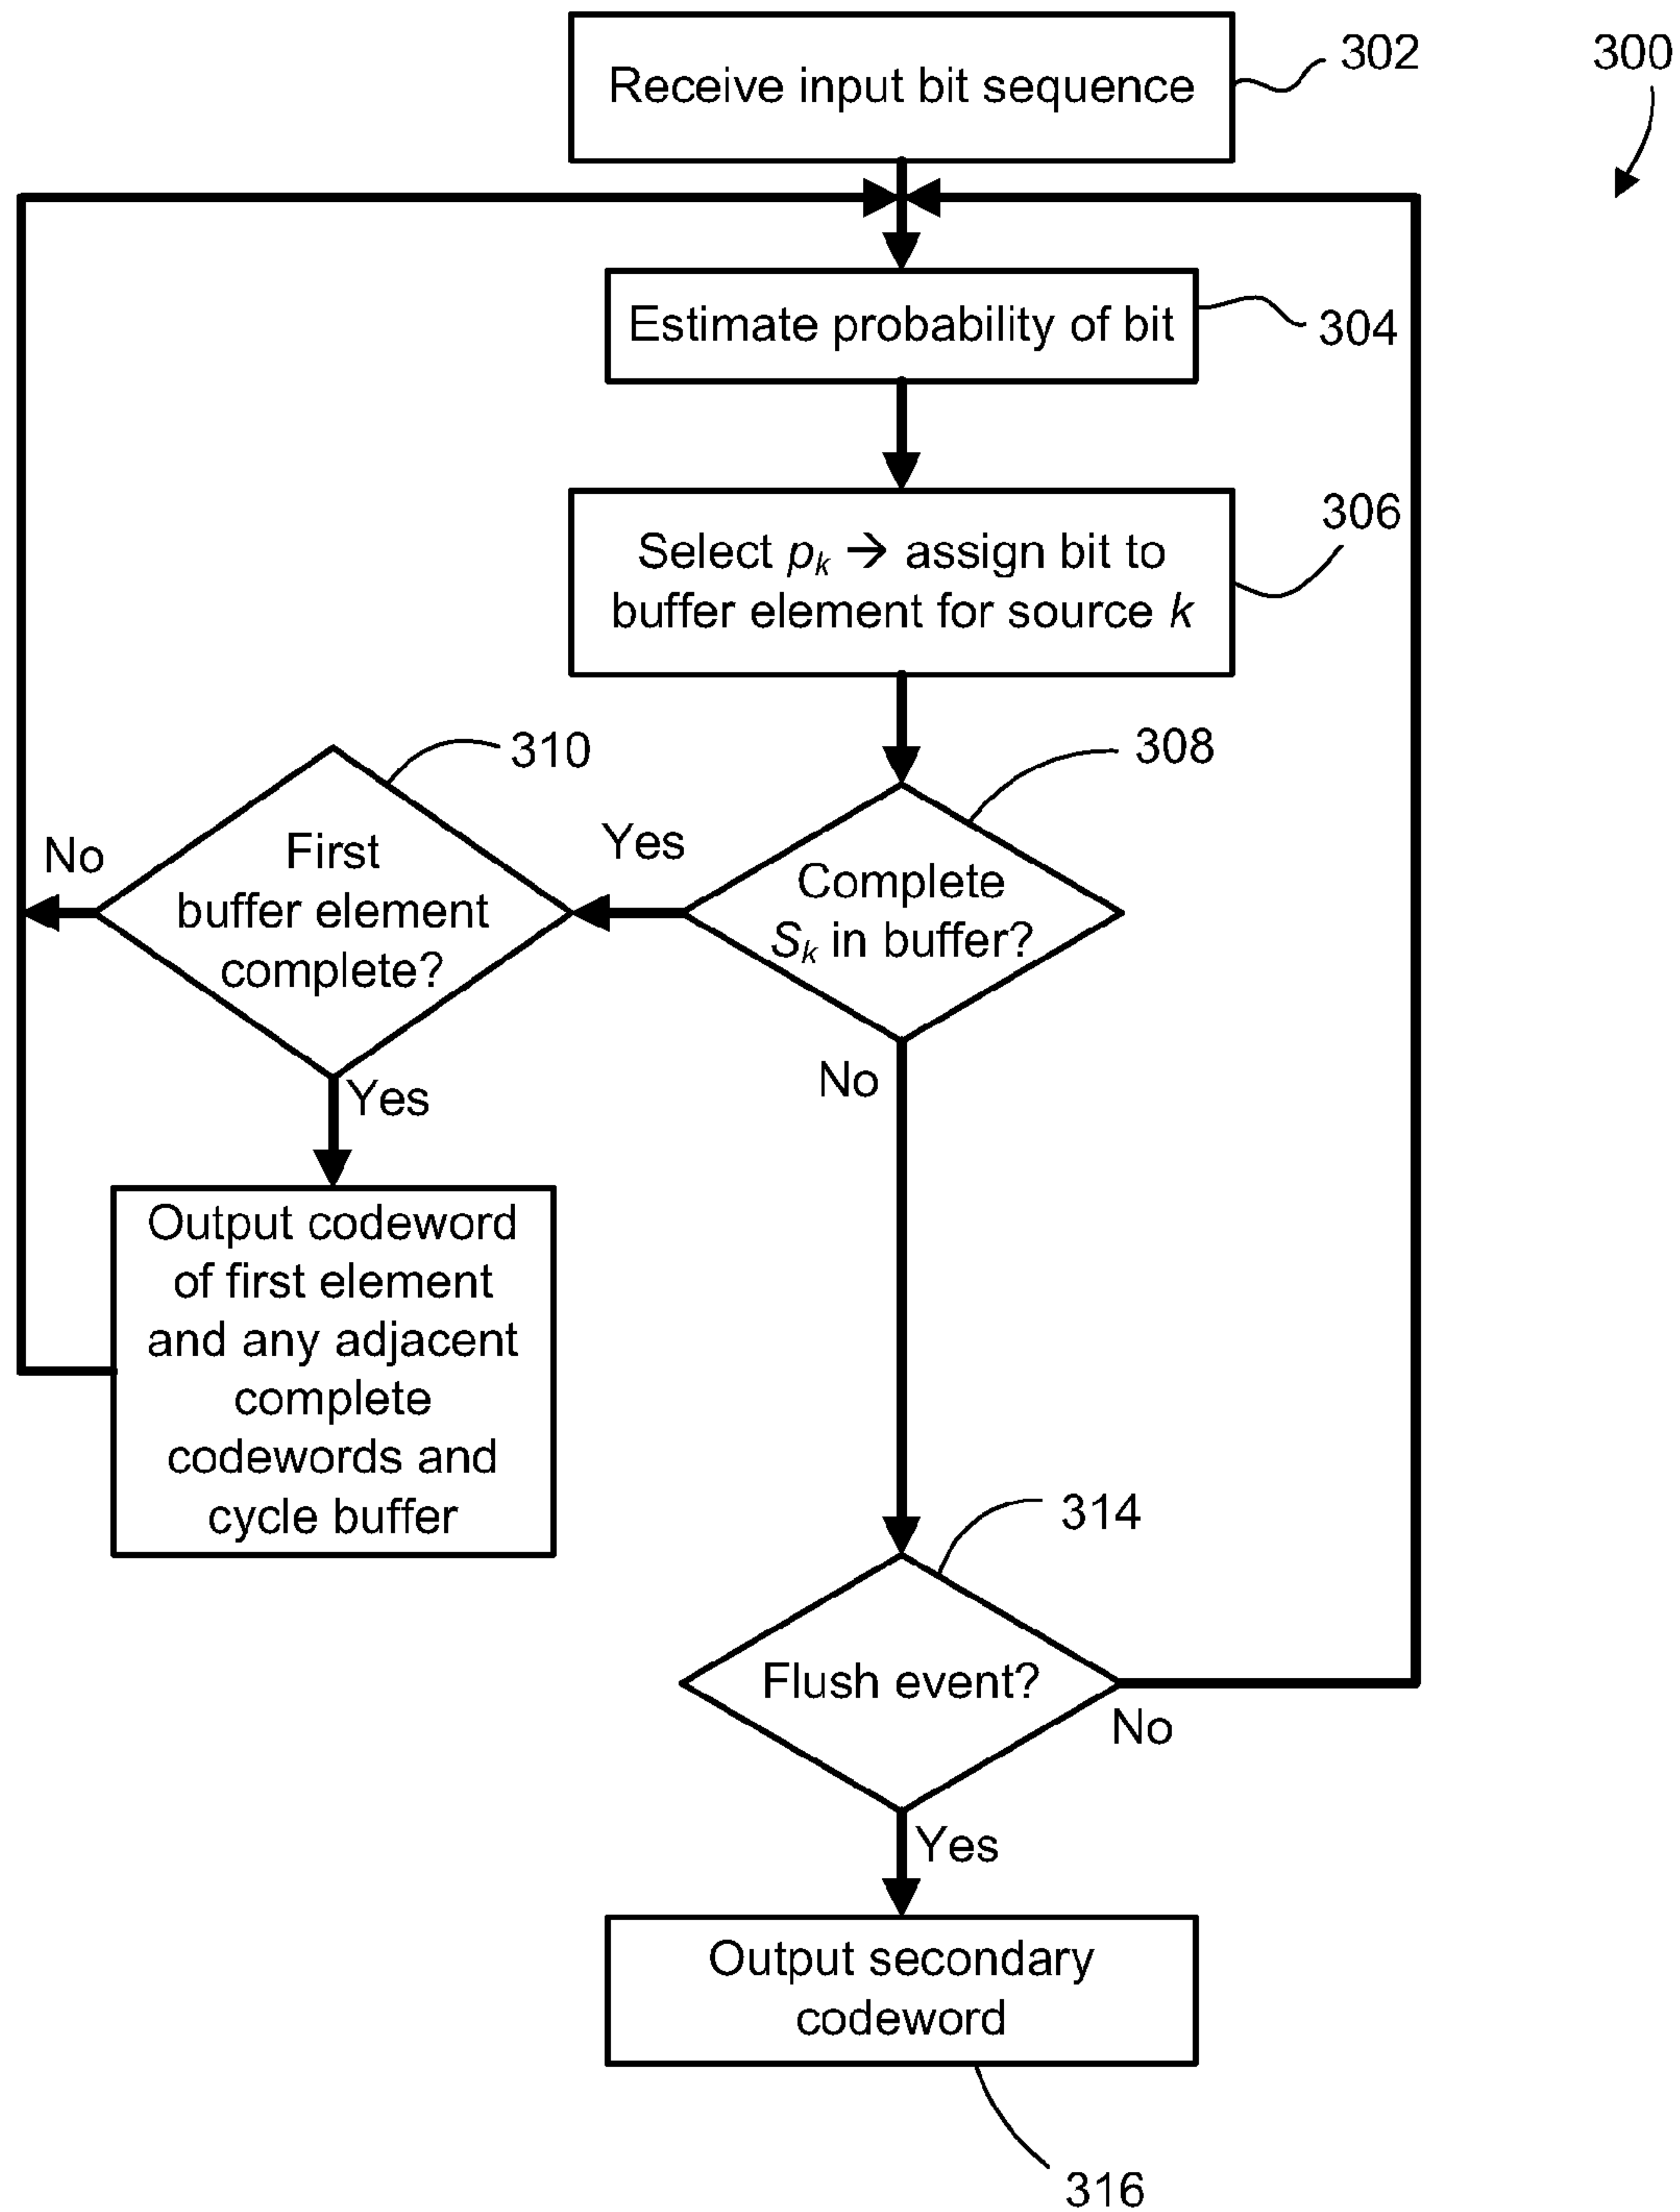 Receive input bit sequence
302
300
Estimate probability of bit
304
Select pk → assign bit to
buffer element for source k
306
308
Complete
Sk in buffer?
Yes
No
310
First
buffer element
complete?
No
Yes
Output codeword
of first element
and any adjacent
complete
codewords and
cycle buffer
314
Flush event?
No
Yes
Output secondary
codeword
316